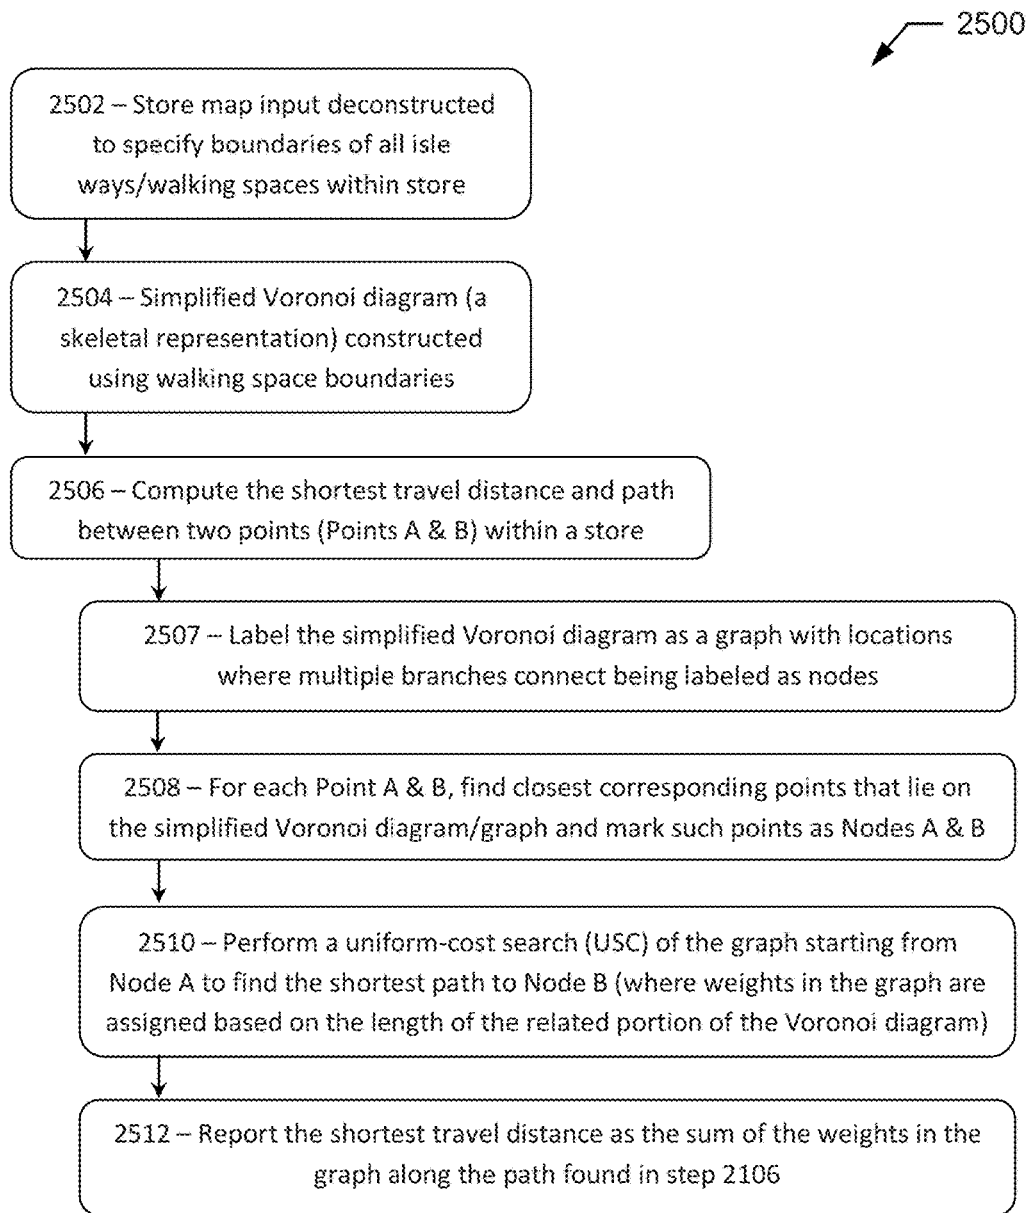 2500
2502 – Store map input deconstructed
to specify boundaries of all isle
ways/walking spaces within store
2504 – Simplified Voronoi diagram (a
skeletal representation) constructed
using walking space boundaries
2506 – Compute the shortest travel distance and path
between two points (Points A & B) within a store
2507 – Label the simplified Voronoi diagram as a graph with locations
where multiple branches connect being labeled as nodes
2508 – For each Point A & B, find closest corresponding points that lie on
the simplified Voronoi diagram/graph and mark such points as Nodes A & B
2510 – Perform a uniform-cost search (USC) of the graph starting from
Node A to find the shortest path to Node B (where weights in the graph are
assigned based on the length of the related portion of the Voronoi diagram)
2512 – Report the shortest travel distance as the sum of the weights in the
graph along the path found in step 2106